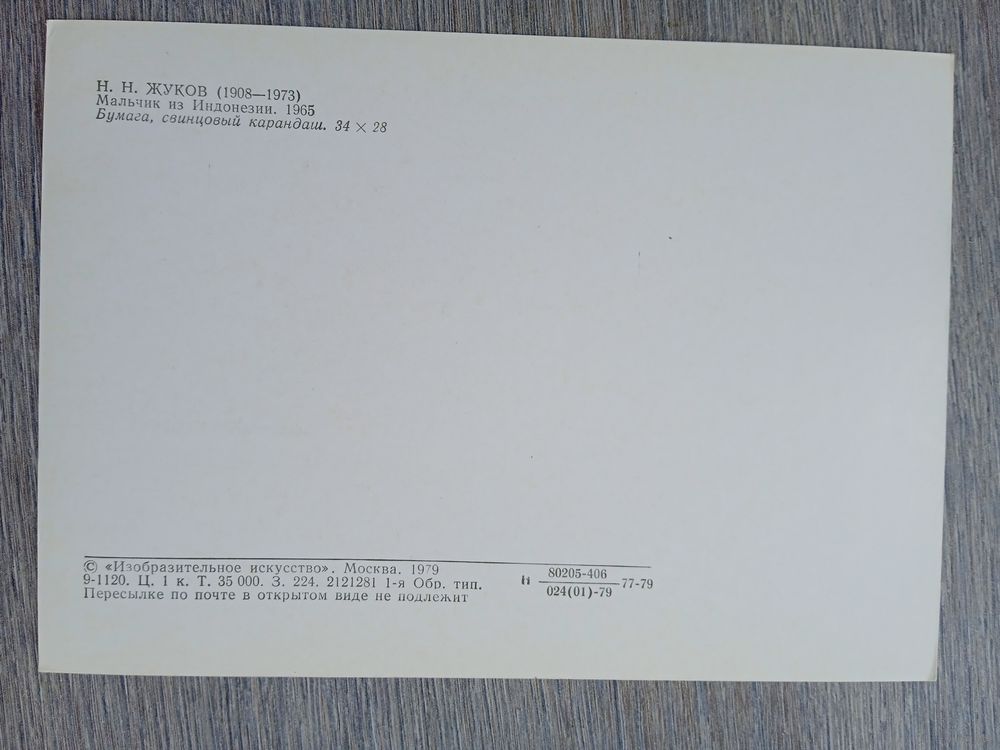 Н. Н. ЖУКОВ (1908—1973)
Мальчик из Индонезии. 1965
Бумага, свинцовый карандаш. 34 × 28
© «Изобразительное искусство». Москва. 1979
9-1120. Ц. 1 к. Т. 35 000. З. 224. 2121281 1-я Обр. тип.
Пересылке по почте в открытом виде не подлежит
80205-406
024(01)-79
77-79